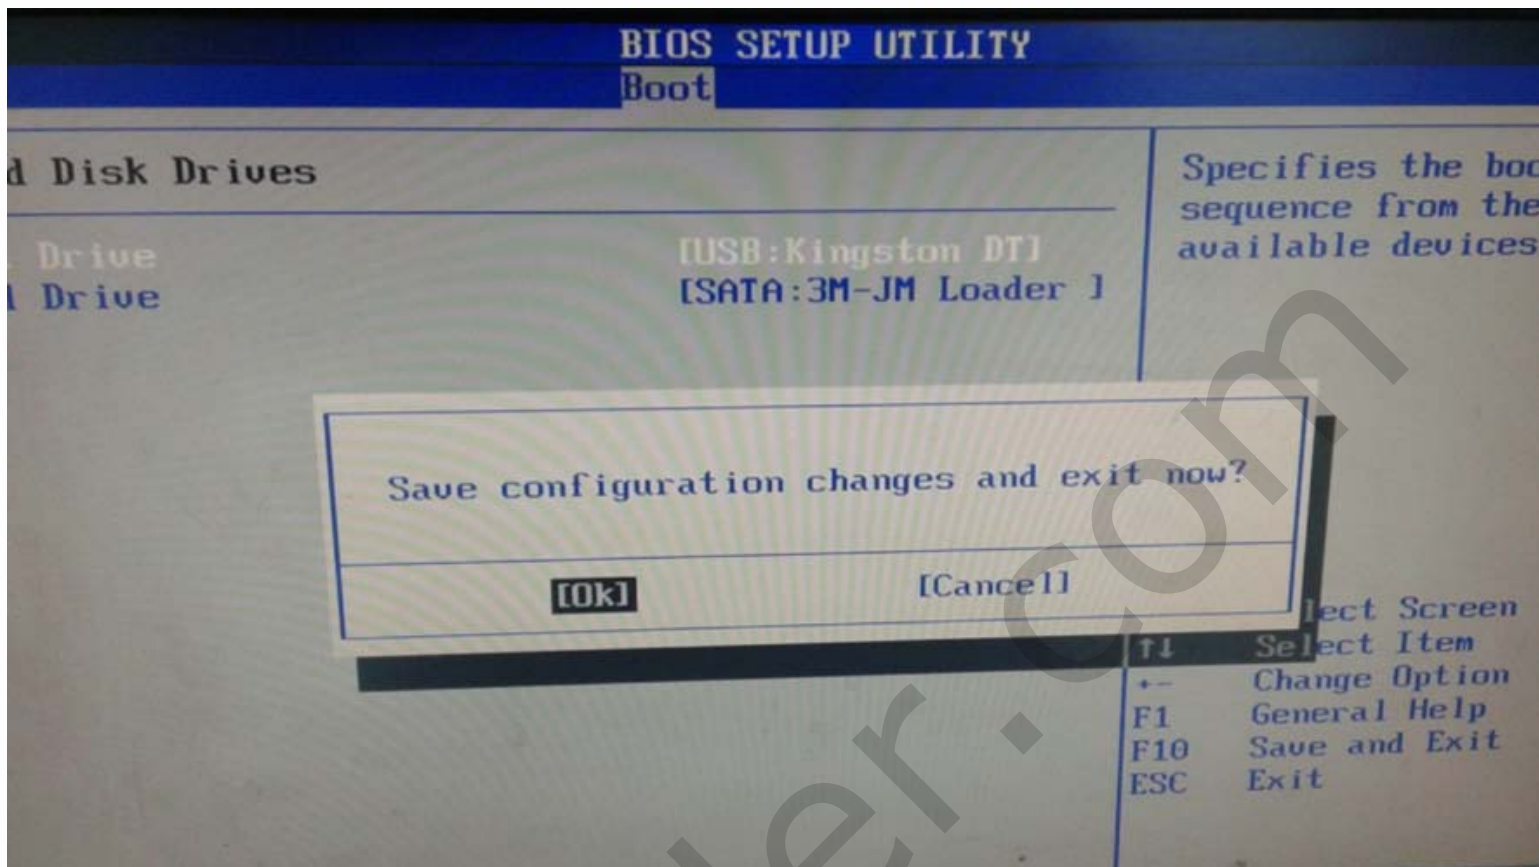 BIOS SETUP UTILITY
Boot
d Disk Drives
Drive
[USB:Kingston DT]
Drive
[SATA:3M-JM Loader ]
Specifies the boo
sequence from the
available devices
Save configuration changes and exit now?
[Ok]
[Cancel]
lect Screen
↑↓ Select Item
+- Change Option
F1 General Help
F10 Save and Exit
ESC Exit
er.com